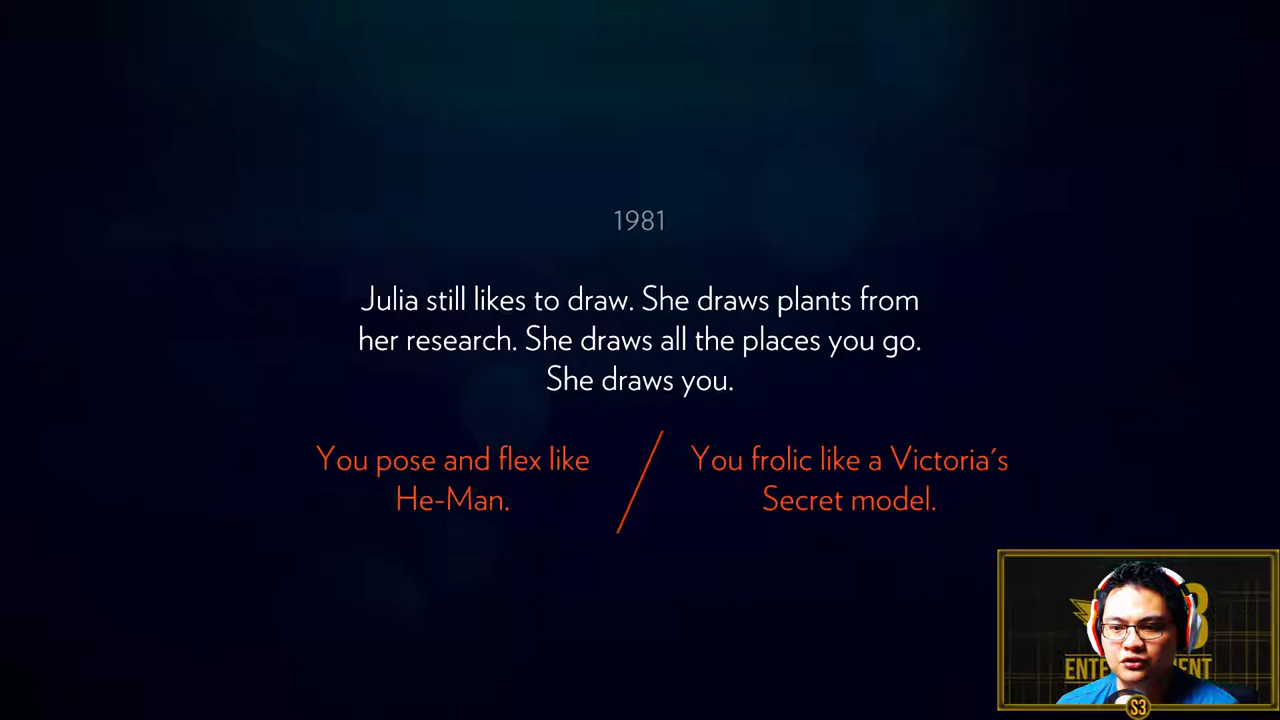 1981
Julia still likes to draw. She draws plants from
her research. She draws all the places you go.
She draws you.
You pose and flex like
He-Man.
You frolic like a Victoria's
Secret model.
S3